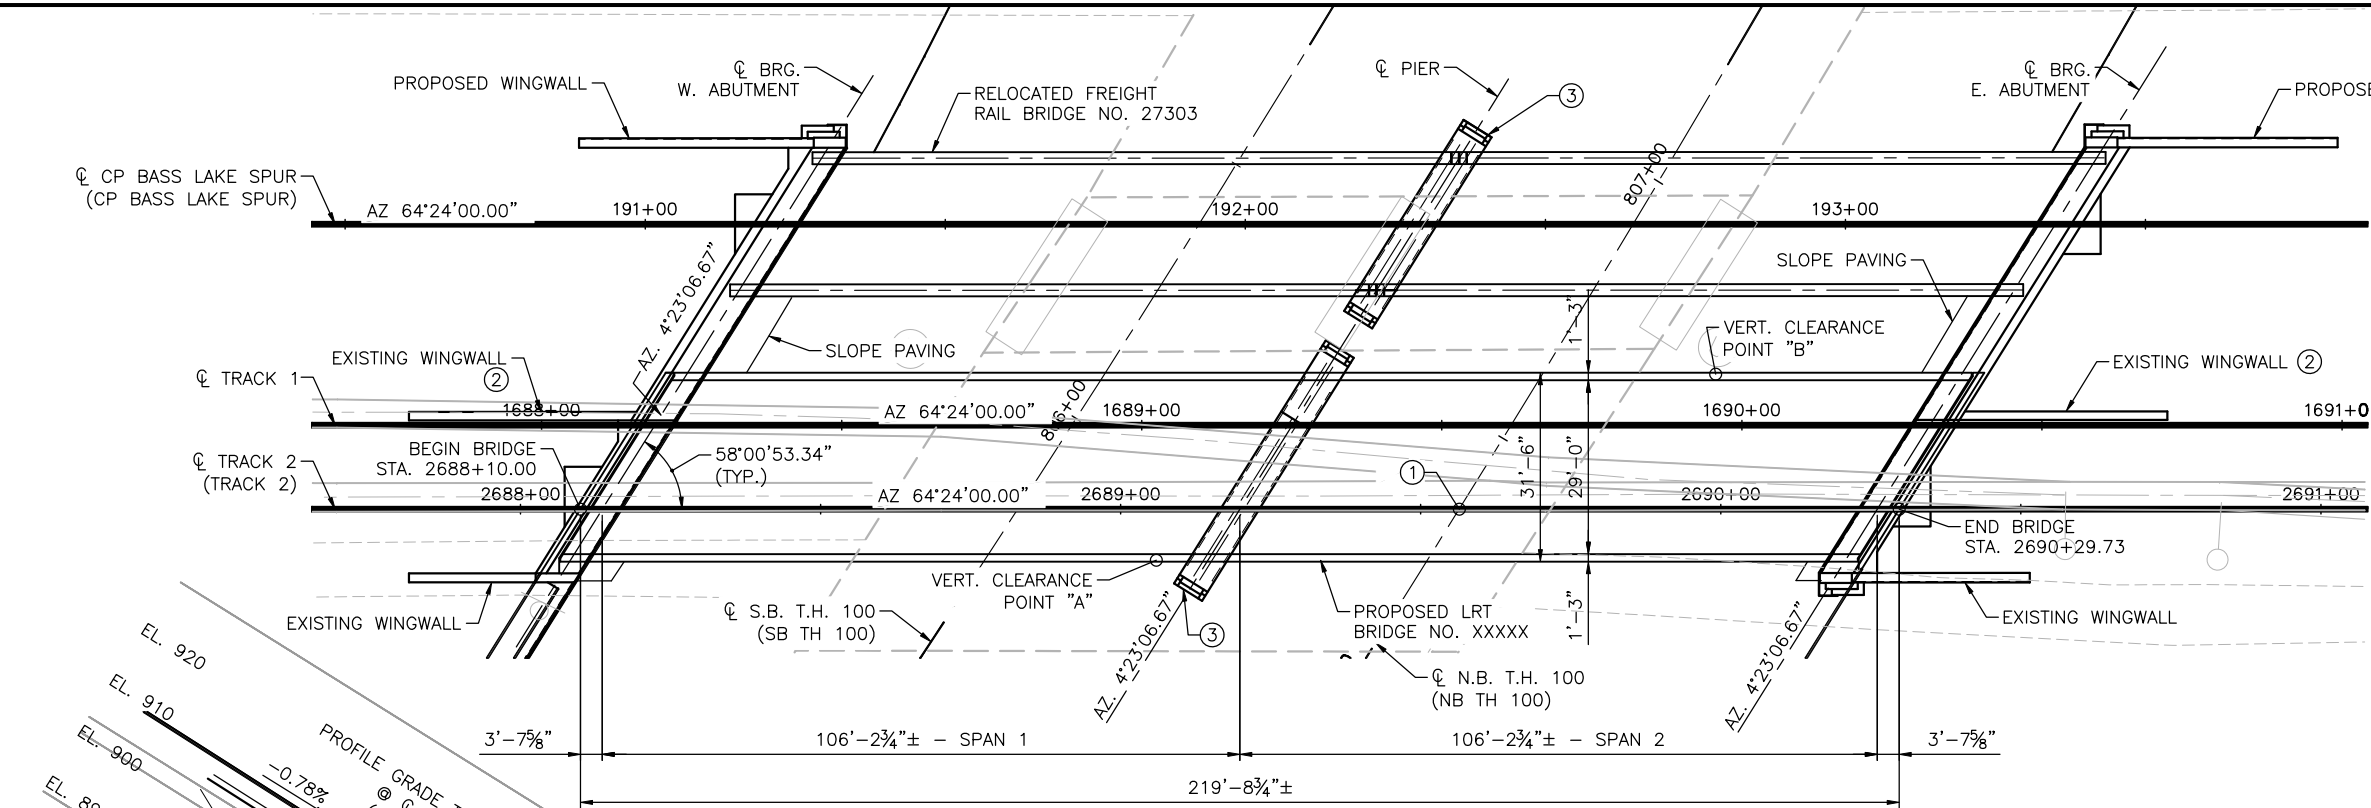 PROPOSED WINGWALL
℄ BRG.
W. ABUTMENT
RELOCATED FREIGHT
RAIL BRIDGE NO. 27303
℄ PIER
3
℄ BRG.
E. ABUTMENT
℄ CP BASS LAKE SPUR
(CP BASS LAKE SPUR)
AZ 64°24'00.00"
191+00
192+00
807+00
193+00
AZ. 4°23'06.67"
SLOPE PAVING
SLOPE PAVING
1'-3"
VERT. CLEARANCE
POINT "B"
EXISTING WINGWALL
2
EXISTING WINGWALL 2
℄ TRACK 1
1688+00
AZ 64°24'00.00"
806+00
1689+00
1690+00
BEGIN BRIDGE
STA. 2688+10.00
58°00'53.34"
(TYP.)
31'-6"
29'-0"
℄ TRACK 2
(TRACK 2)
2688+00
AZ 64°24'00.00"
2689+00
1
2690+00
2691+00
END BRIDGE
STA. 2690+29.73
VERT. CLEARANCE
POINT "A"
EXISTING WINGWALL
℄ S.B. T.H. 100
(SB TH 100)
3
PROPOSED LRT
BRIDGE NO. XXXXX
1'-3"
EXISTING WINGWALL
AZ. 4°23'06.67"
℄ N.B. T.H. 100
(NB TH 100)
AZ. 4°23'06.67"
EL. 920
EL. 910
EL. 900
PROFILE GRADE
-0.78%
@ ℄
3'-7⅝"
106'-2¾"± - SPAN 1
106'-2¾"± - SPAN 2
3'-7⅝"
219'-8¾"±